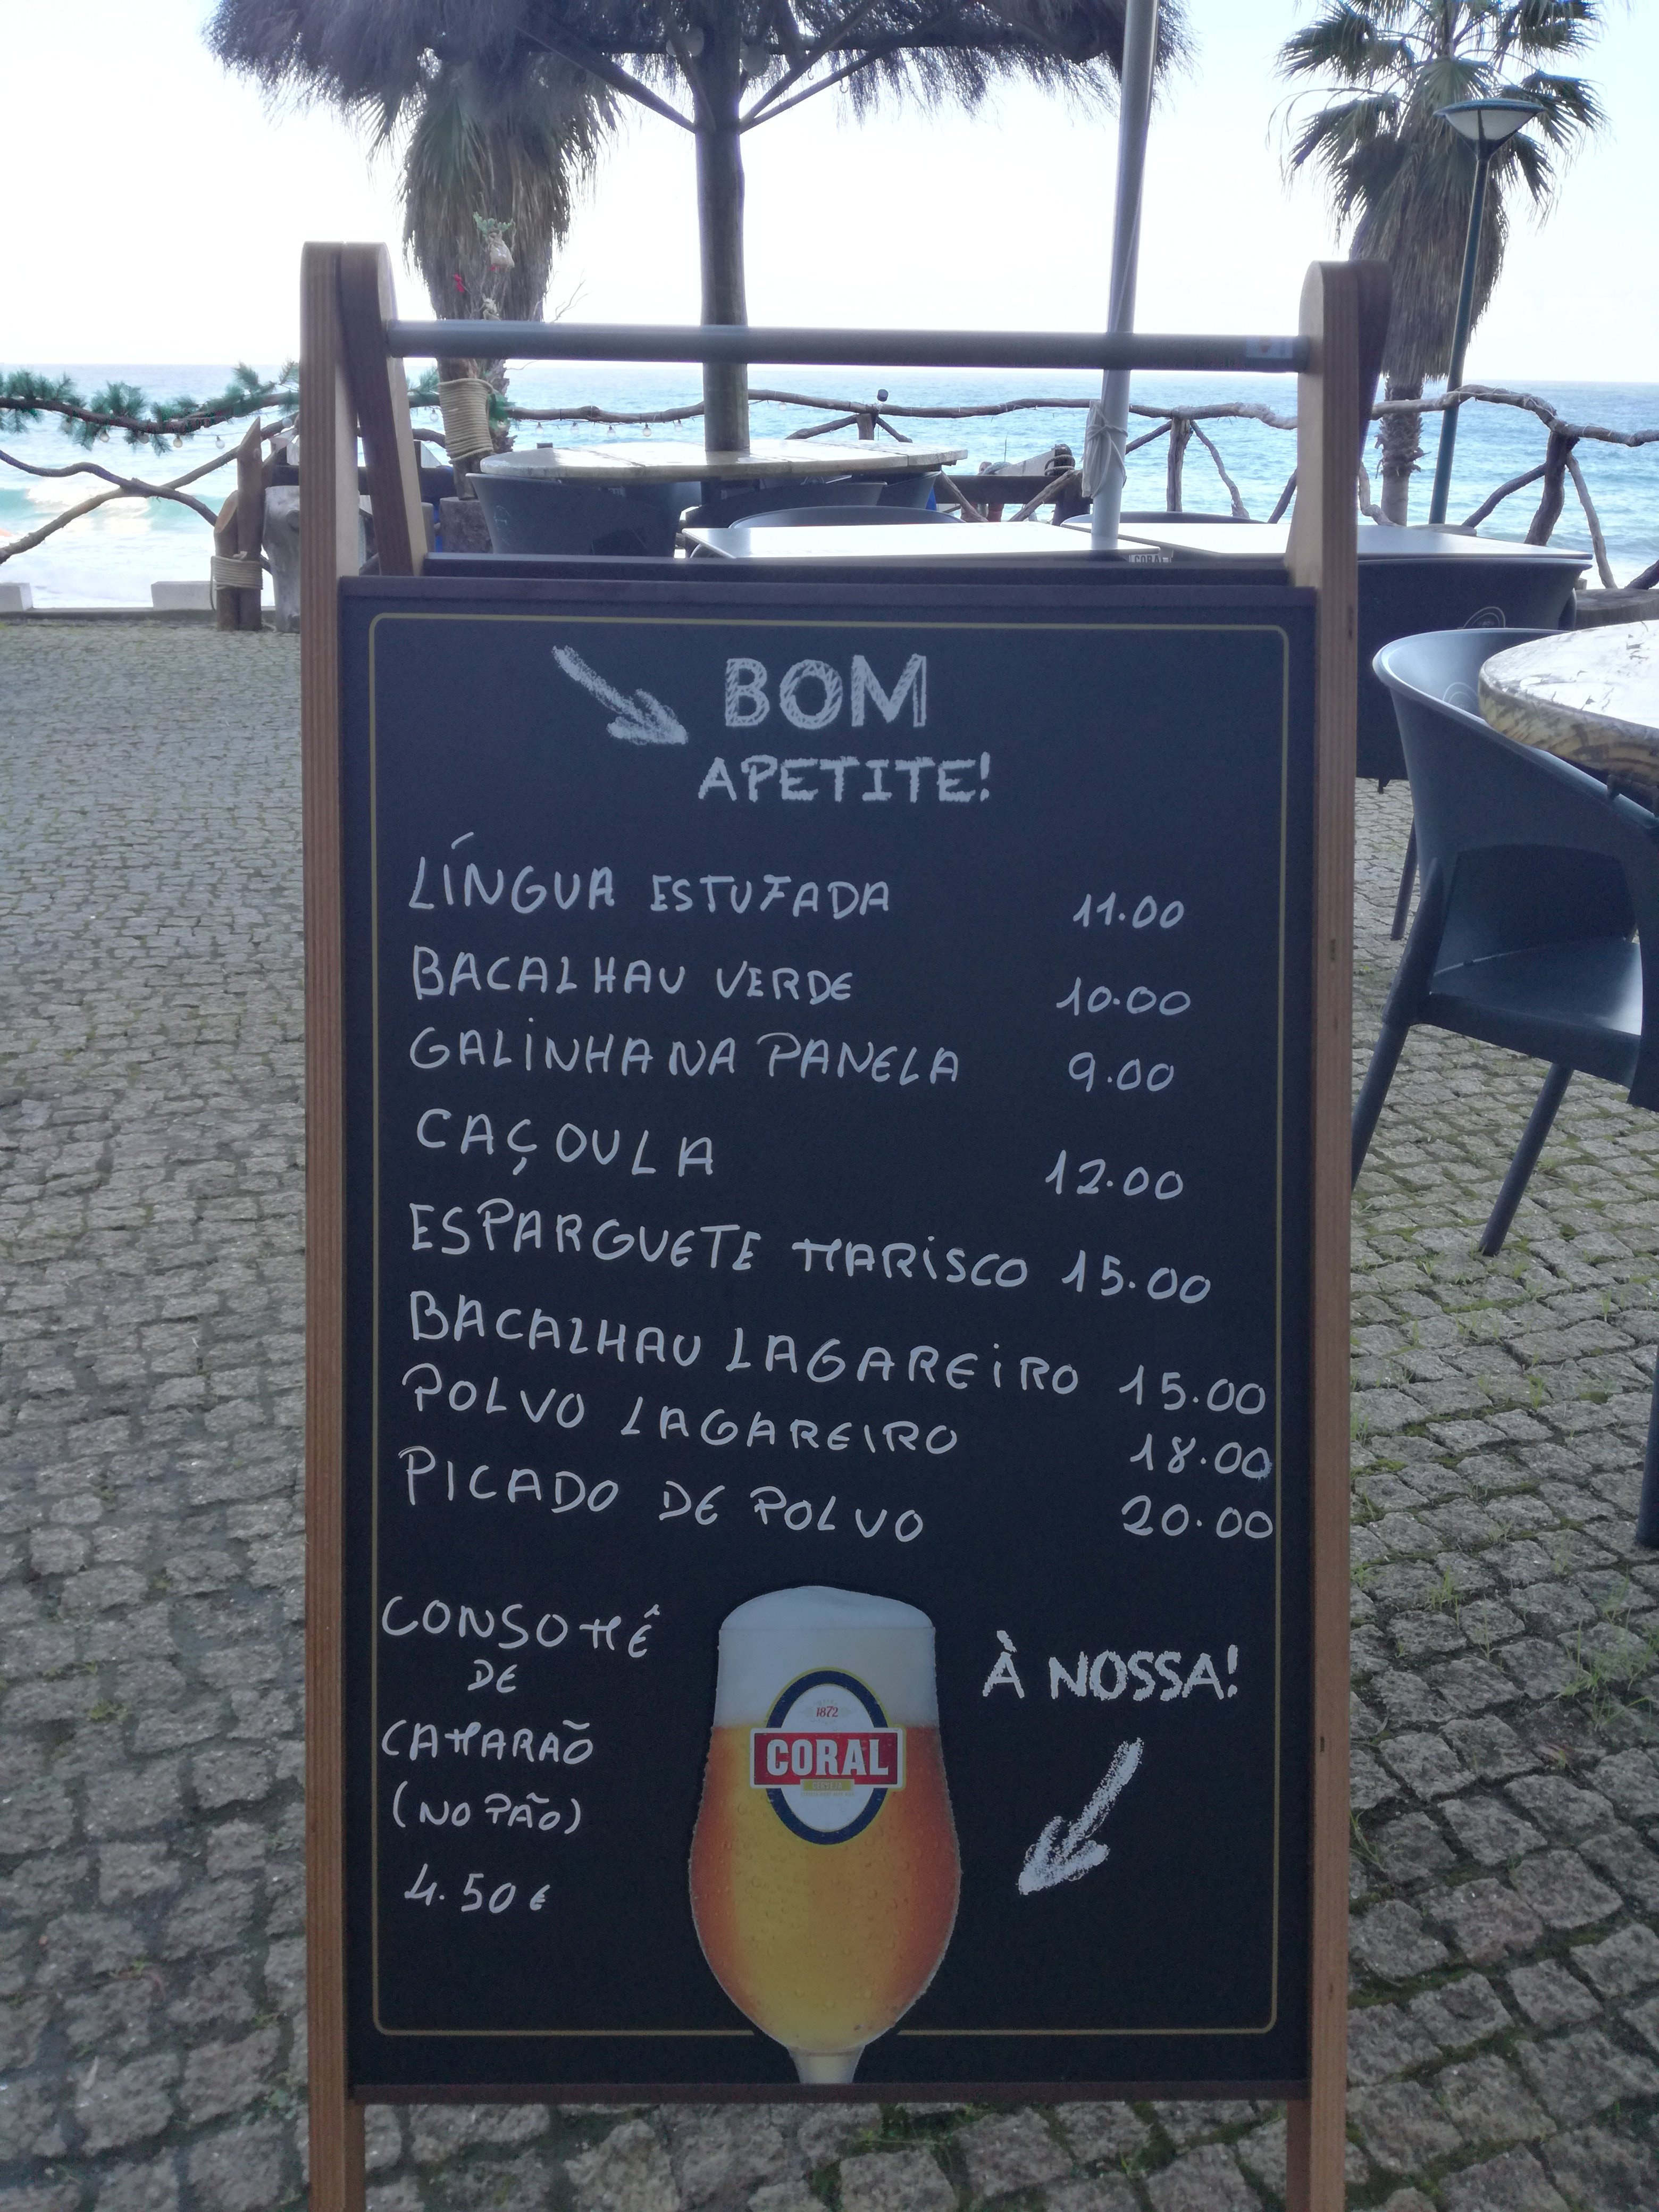 BOM
APETITE!
LÍNGUA ESTUFADA 11.00
BACALHAU VERDE 10.00
GALINHA NA PANELA 9.00
CAÇOULA 12.00
ESPARGUETE MARISCO 15.00
BACALHAU LAGAREIRO 15.00
POLVO LAGAREIRO 18.00
PICADO DE POLVO 20.00
CONSOMÊ
DE
CAMARÃO
(NO PÃO)
4.50€
À NOSSA!
1872
CORAL
CORAL